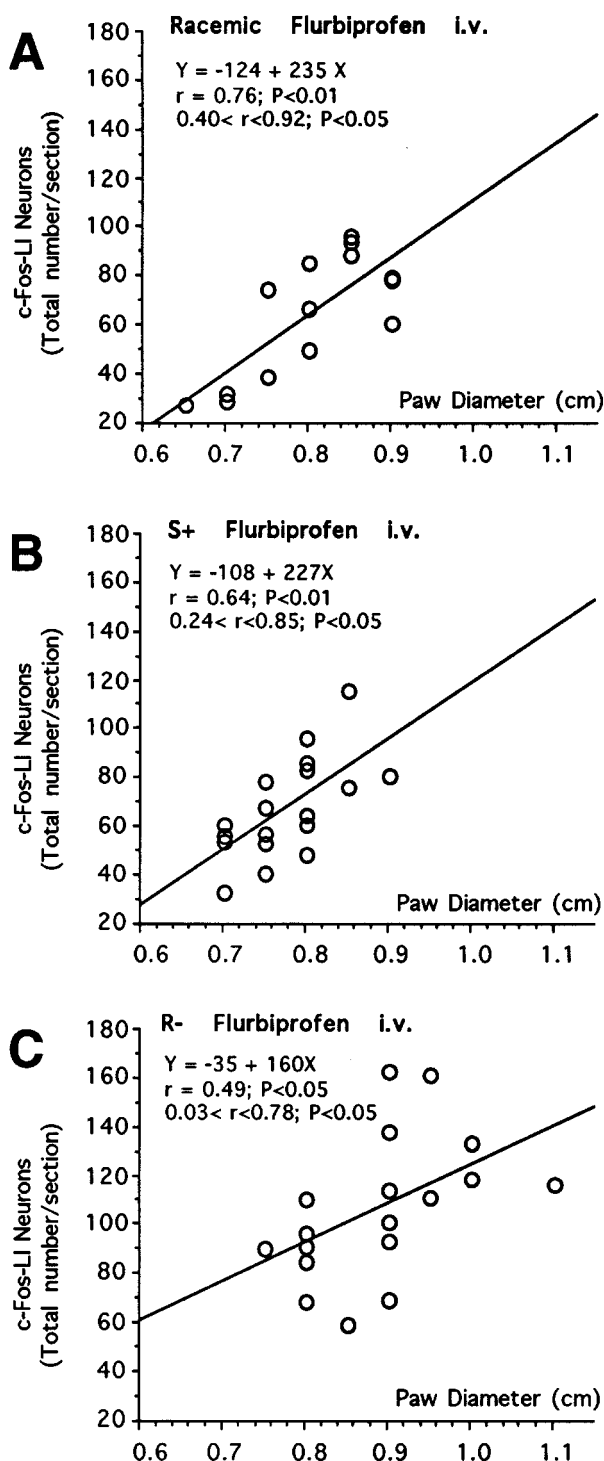 A
Racemic Flurbiprofen i.v.
Y = -124 + 235 X
r = 0.76; P<0.01
0.40< r<0.92; P<0.05
c-Fos-LI Neurons
(Total number/section)
180
160
140
120
100
80
60
40
20
Paw Diameter (cm)
0.6 0.7 0.8 0.9 1.0 1.1
B
S+ Flurbiprofen i.v.
Y = -108 + 227X
r = 0.64; P<0.01
0.24< r<0.85; P<0.05
c-Fos-LI Neurons
(Total number/section)
180
160
140
120
100
80
60
40
20
Paw Diameter (cm)
0.6 0.7 0.8 0.9 1.0 1.1
C
R- Flurbiprofen i.v.
Y = -35 + 160X
r = 0.49; P<0.05
0.03< r<0.78; P<0.05
c-Fos-LI Neurons
(Total number/section)
180
160
140
120
100
80
60
40
20
Paw Diameter (cm)
0.6 0.7 0.8 0.9 1.0 1.1